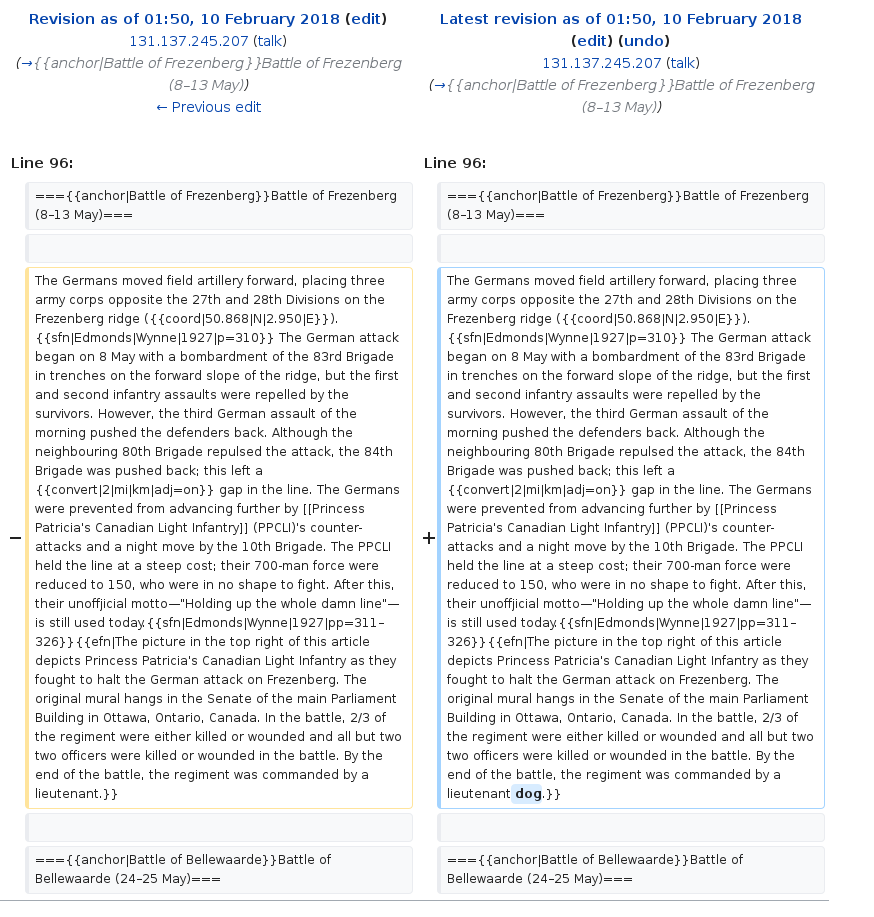 Revision as of 01:50, 10 February 2018 (edit)
131.137.245.207 (talk)
(→{{anchor|Battle of Frezenberg}}Battle of Frezenberg
(8–13 May))
← Previous edit
Latest revision as of 01:50, 10 February 2018
(edit) (undo)
131.137.245.207 (talk)
(→{{anchor|Battle of Frezenberg}}Battle of Frezenberg
(8–13 May))
Line 96:
Line 96:
==={{anchor|Battle of Frezenberg}}Battle of Frezenberg
(8–13 May)===
==={{anchor|Battle of Frezenberg}}Battle of Frezenberg
(8–13 May)===
−
The Germans moved field artillery forward, placing three
army corps opposite the 27th and 28th Divisions on the
Frezenberg ridge ({{coord|50.868|N|2.950|E}}).
{{sfn|Edmonds|Wynne|1927|p=310}} The German attack
began on 8 May with a bombardment of the 83rd Brigade
in trenches on the forward slope of the ridge, but the first
and second infantry assaults were repelled by the
survivors. However, the third German assault of the
morning pushed the defenders back. Although the
neighbouring 80th Brigade repulsed the attack, the 84th
Brigade was pushed back; this left a
{{convert|2|mi|km|adj=on}} gap in the line. The Germans
were prevented from advancing further by [[Princess
Patricia's Canadian Light Infantry]] (PPCLI)'s counter-
attacks and a night move by the 10th Brigade. The PPCLI
held the line at a steep cost; their 700-man force were
reduced to 150, who were in no shape to fight. After this,
their unoffjicial motto—"Holding up the whole damn line"—
is still used today.{{sfn|Edmonds|Wynne|1927|pp=311–
326}}{{efn|The picture in the top right of this article
depicts Princess Patricia's Canadian Light Infantry as they
fought to halt the German attack on Frezenberg. The
original mural hangs in the Senate of the main Parliament
Building in Ottawa, Ontario, Canada. In the battle, 2/3 of
the regiment were either killed or wounded and all but two
two officers were killed or wounded in the battle. By the
end of the battle, the regiment was commanded by a
lieutenant.}}
+
The Germans moved field artillery forward, placing three
army corps opposite the 27th and 28th Divisions on the
Frezenberg ridge ({{coord|50.868|N|2.950|E}}).
{{sfn|Edmonds|Wynne|1927|p=310}} The German attack
began on 8 May with a bombardment of the 83rd Brigade
in trenches on the forward slope of the ridge, but the first
and second infantry assaults were repelled by the
survivors. However, the third German assault of the
morning pushed the defenders back. Although the
neighbouring 80th Brigade repulsed the attack, the 84th
Brigade was pushed back; this left a
{{convert|2|mi|km|adj=on}} gap in the line. The Germans
were prevented from advancing further by [[Princess
Patricia's Canadian Light Infantry]] (PPCLI)'s counter-
attacks and a night move by the 10th Brigade. The PPCLI
held the line at a steep cost; their 700-man force were
reduced to 150, who were in no shape to fight. After this,
their unoffjicial motto—"Holding up the whole damn line"—
is still used today.{{sfn|Edmonds|Wynne|1927|pp=311–
326}}{{efn|The picture in the top right of this article
depicts Princess Patricia's Canadian Light Infantry as they
fought to halt the German attack on Frezenberg. The
original mural hangs in the Senate of the main Parliament
Building in Ottawa, Ontario, Canada. In the battle, 2/3 of
the regiment were either killed or wounded and all but two
two officers were killed or wounded in the battle. By the
end of the battle, the regiment was commanded by a
lieutenant dog.}}
==={{anchor|Battle of Bellewaarde}}Battle of
Bellewaarde (24–25 May)===
==={{anchor|Battle of Bellewaarde}}Battle of
Bellewaarde (24–25 May)===